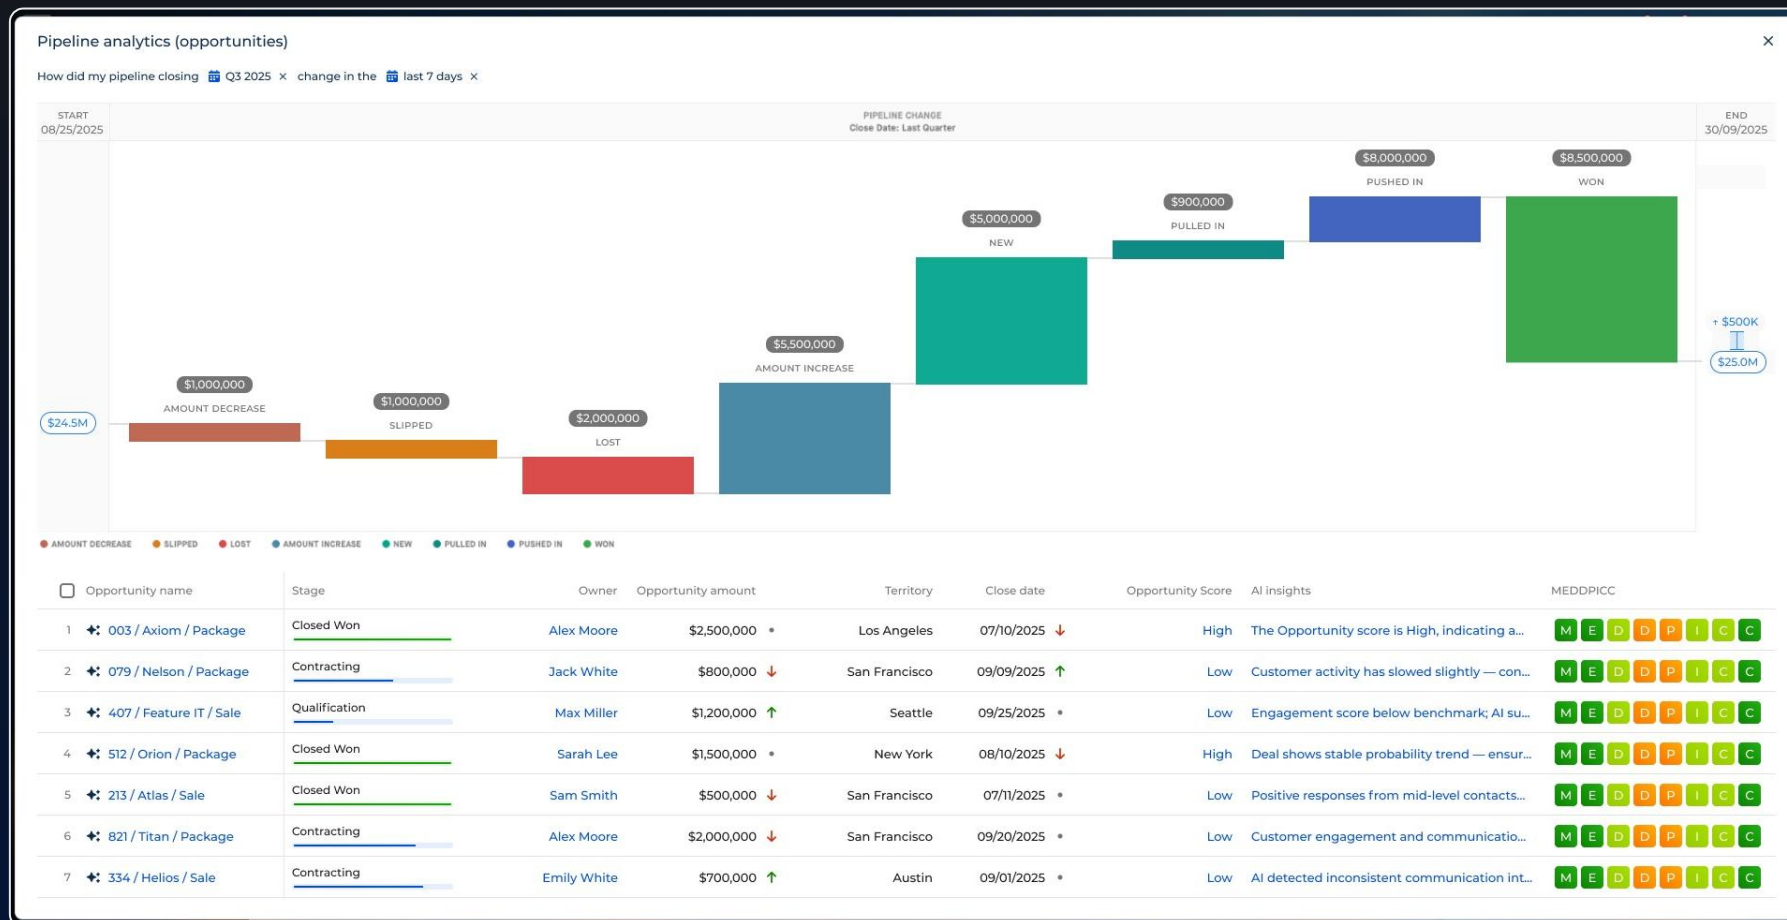 Pipeline analytics (opportunities)
How did my pipeline closing Q3 2025 × change in the last 7 days ×
START
08/25/2025
PIPELINE CHANGE
Close Date: Last Quarter
END
30/09/2025
$8,000,000
PUSHED IN
$8,500,000
WON
$900,000
PULLED IN
$5,000,000
NEW
$5,500,000
AMOUNT INCREASE
$1,000,000
AMOUNT DECREASE
$1,000,000
SLIPPED
$2,000,000
LOST
$24.5M
↑ $500K
$25.0M
AMOUNT DECREASE SLIPPED LOST AMOUNT INCREASE NEW PULLED IN PUSHED IN WON
Opportunity name Stage Owner Opportunity amount Territory Close date Opportunity Score AI insights MEDDPICC
1 003 / Axiom / Package Closed Won Alex Moore $2,500,000 Los Angeles 07/10/2025 ↓ High The Opportunity score is High, indicating a... M E D D P I C C
2 079 / Nelson / Package Contracting Jack White $800,000 ↓ San Francisco 09/09/2025 ↑ Low Customer activity has slowed slightly — con... M E D D P I C C
3 407 / Feature IT / Sale Qualification Max Miller $1,200,000 ↑ Seattle 09/25/2025 Low Engagement score below benchmark; AI su... M E D D P I C C
4 512 / Orion / Package Closed Won Sarah Lee $1,500,000 New York 08/10/2025 ↓ High Deal shows stable probability trend — ensur... M E D D P I C C
5 213 / Atlas / Sale Closed Won Sam Smith $500,000 ↓ San Francisco 07/11/2025 Low Positive responses from mid-level contacts... M E D D P I C C
6 821 / Titan / Package Contracting Alex Moore $2,000,000 ↓ San Francisco 09/20/2025 Low Customer engagement and communicatio... M E D D P I C C
7 334 / Helios / Sale Contracting Emily White $700,000 ↑ Austin 09/01/2025 Low AI detected inconsistent communication int... M E D D P I C C